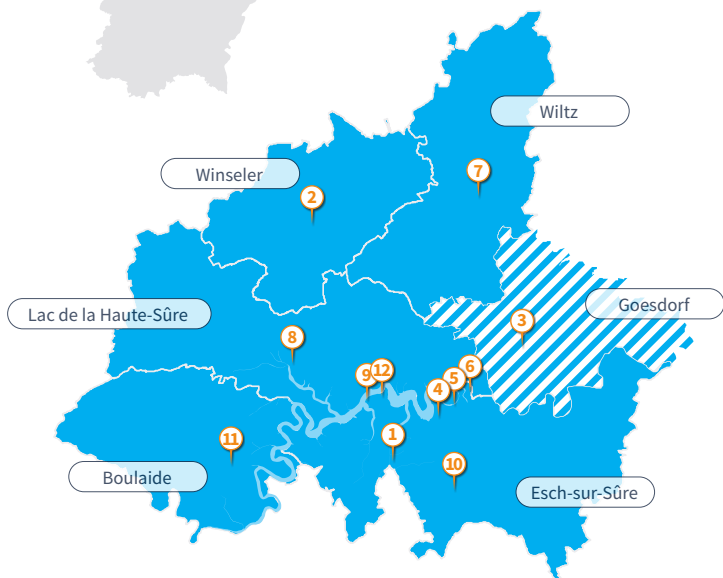 Wiltz
7
Winseler
2
Goesdorf
3
Lac de la Haute-Sûre
8
6
12
9
5
4
1
11
10
Boulaide
Esch-sur-Sûre